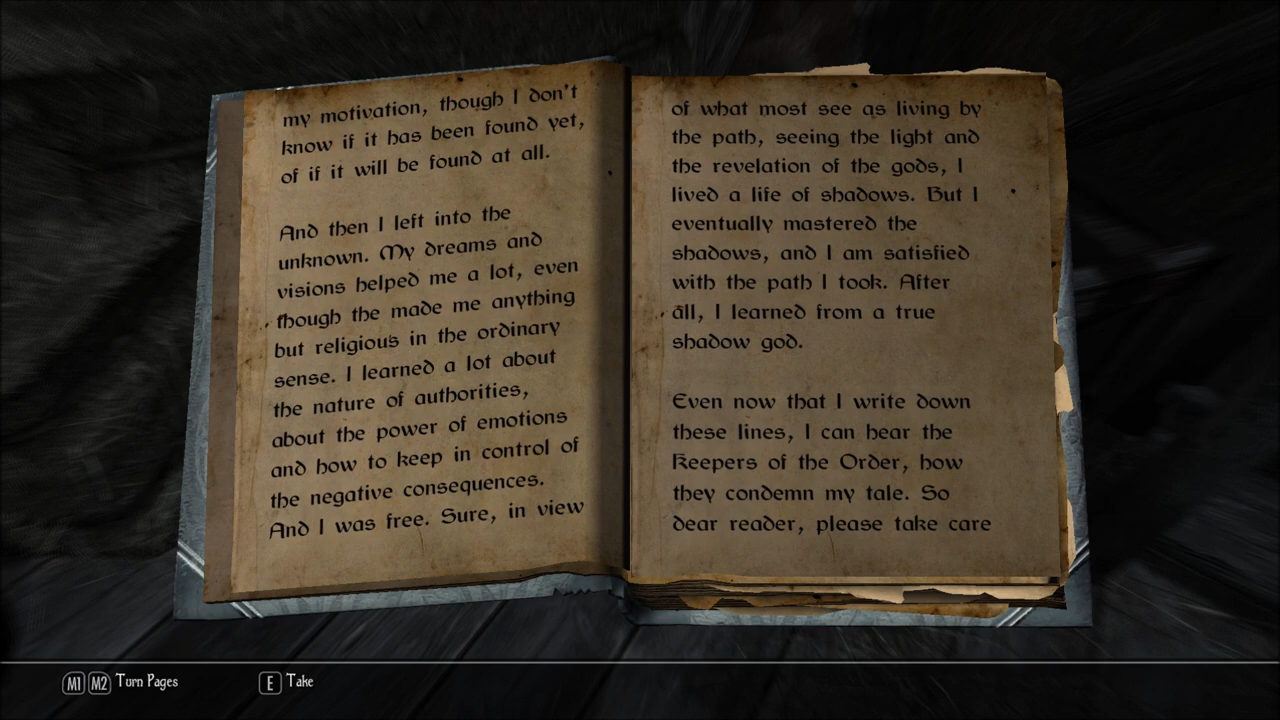 my motivation, though I don't
know if it has been found yet,
of if it will be found at all.
And then I left into the
unknown. My dreams and
visions helped me a lot, even
though the made me anything
but religious in the ordinary
sense. I learned a lot about
the nature of authorities,
about the power of emotions
and how to keep in control of
the negative consequences.
And I was free. Sure, in view
of what most see as living by
the path, seeing the light and
the revelation of the gods, I
lived a life of shadows. But I
eventually mastered the
shadows, and I am satisfied
with the path I took. After
all, I learned from a true
shadow god.
Even now that I write down
these lines, I can hear the
Keepers of the Order, how
they condemn my tale. So
dear reader, please take care
M1 M2 Turn Pages
E Take